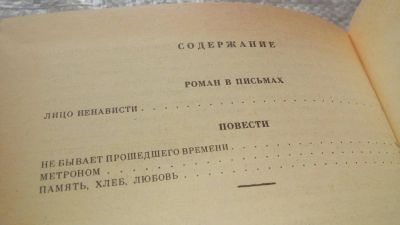 СОДЕРЖАНИЕ
РОМАН В ПИСЬМАХ
ЛИЦО НЕНАВИСТИ . . . . . . . . . . . . . . .
ПОВЕСТИ
НЕ БЫВАЕТ ПРОШЕДШЕГО ВРЕМЕНИ . . . . . . .
МЕТРОНОМ . . . . . . . . . . . . . . . . . . .
ПАМЯТЬ, ХЛЕБ, ЛЮБОВЬ . . . . . . . . . . . .